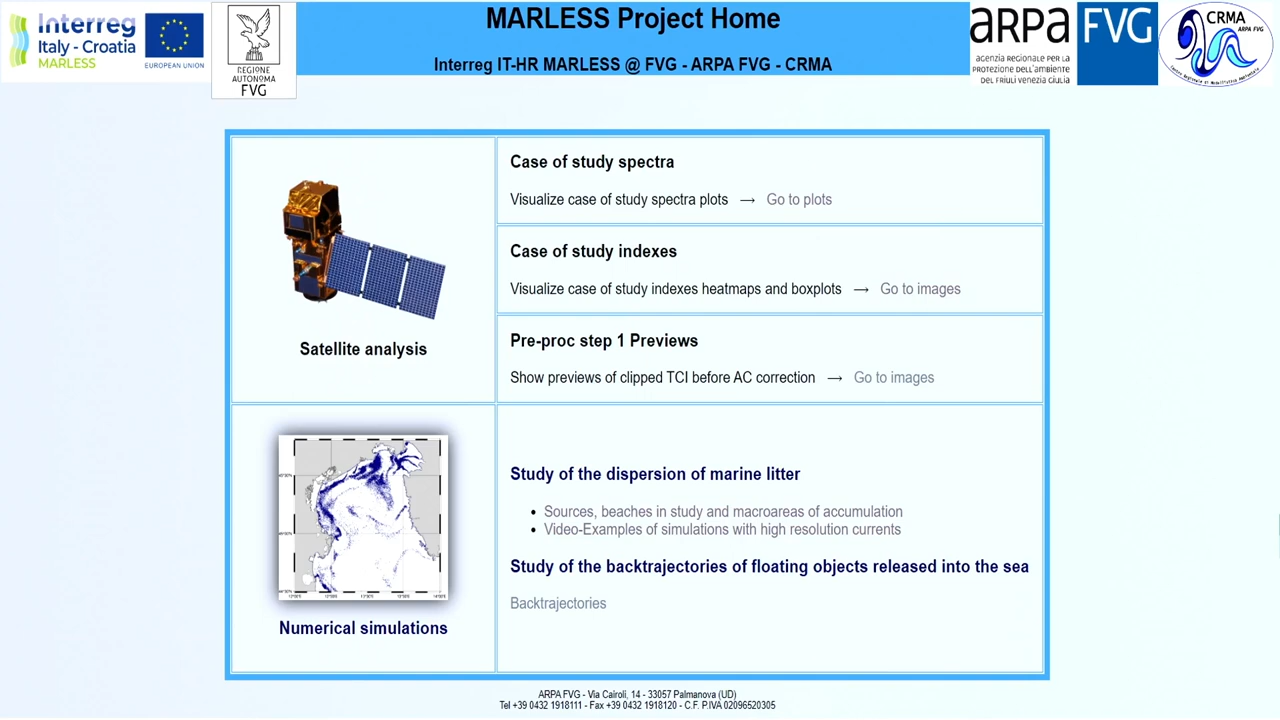 Interreg
Italy - Croatia
MARLESS
EUROPEAN UNION
REGIONE
AUTONOMA
FVG
MARLESS Project Home
Interreg IT-HR MARLESS @ FVG - ARPA FVG - CRMA
arpa FVG
AGENZIA REGIONALE PER LA
PROTEZIONE DELL'AMBIENTE
DEL FRIULI VENEZIA GIULIA
CRMA
ARPA FVG
Case of study spectra
Visualize case of study spectra plots → Go to plots
Case of study indexes
Visualize case of study indexes heatmaps and boxplots → Go to images
Pre-proc step 1 Previews
Show previews of clipped TCI before AC correction → Go to images
Satellite analysis
Study of the dispersion of marine litter
• Sources, beaches in study and macroareas of accumulation
• Video-Examples of simulations with high resolution currents
Study of the backtrajectories of floating objects released into the sea
Backtrajectories
Numerical simulations
ARPA FVG - Via Cairoli, 14 - 33057 Palmanova (UD)
Tel +39 0432 1918111 - Fax +39 0432 1918120 - C.F. P.IVA 02096520305